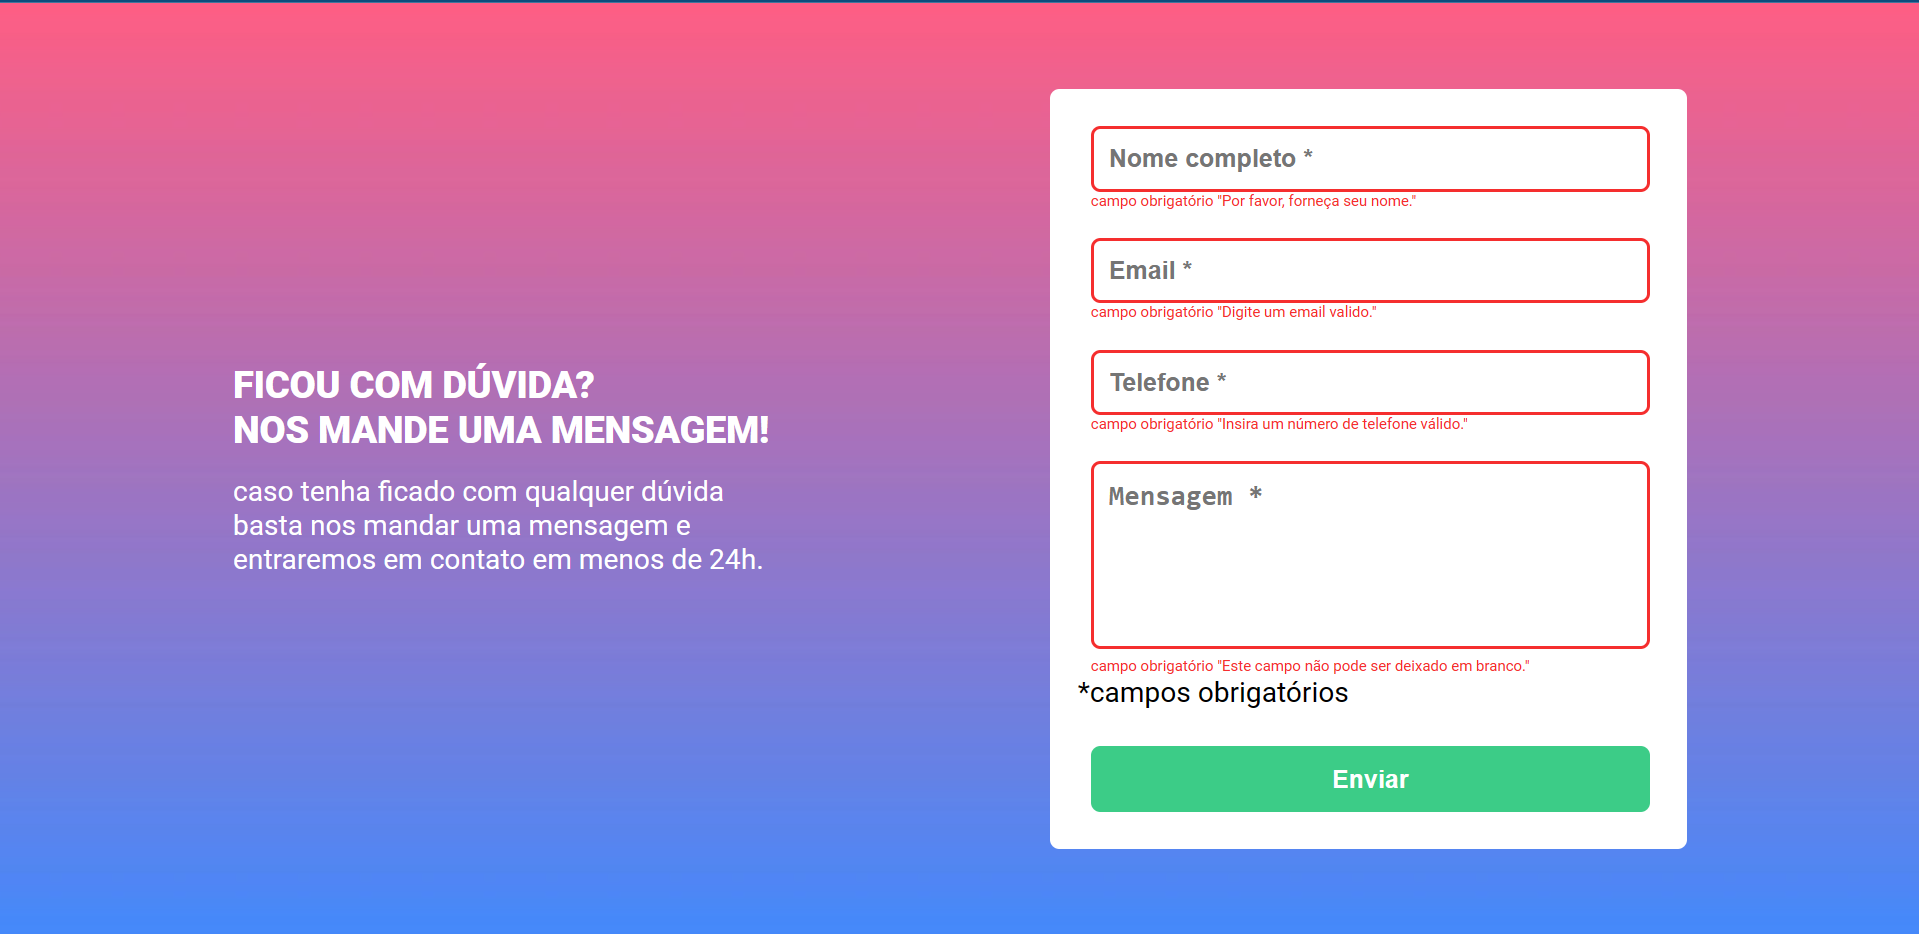 FICOU COM DÚVIDA?
NOS MANDE UMA MENSAGEM!
caso tenha ficado com qualquer dúvida
basta nos mandar uma mensagem e
entraremos em contato em menos de 24h.
Nome completo *
campo obrigatório "Por favor, forneça seu nome."
Email *
campo obrigatório "Digite um email valido."
Telefone *
campo obrigatório "Insira um número de telefone válido."
Mensagem *
campo obrigatório "Este campo não pode ser deixado em branco."
*campos obrigatórios
Enviar